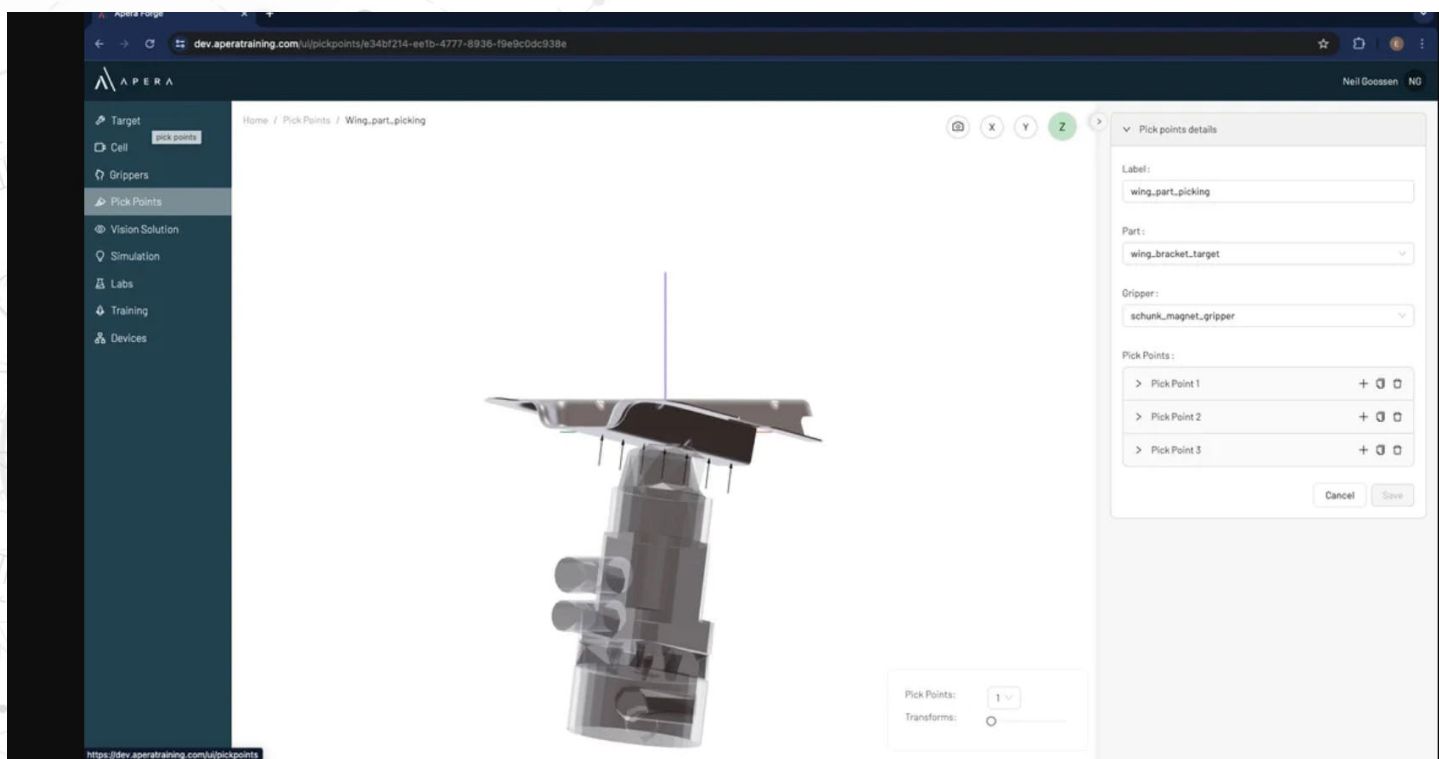 Apera Forge
dev.aperatraining.com/ui/pickpoints/e34bf214-ee1b-4777-8936-f9e9c0dc938e
E
APERA
Neil Goossen NG
Target
pick points
Cell
Grippers
Pick Points
Vision Solution
Simulation
Labs
Training
Devices
Home / Pick Points / Wing_part_picking
X Y Z
Pick points details
Label:
wing_part_picking
Part:
wing_bracket_target
Gripper:
schunk_magnet_gripper
Pick Points:
Pick Point 1
Pick Point 2
Pick Point 3
Cancel Save
Pick Points: 1
Transforms:
https://dev.aperatraining.com/ui/pickpoints